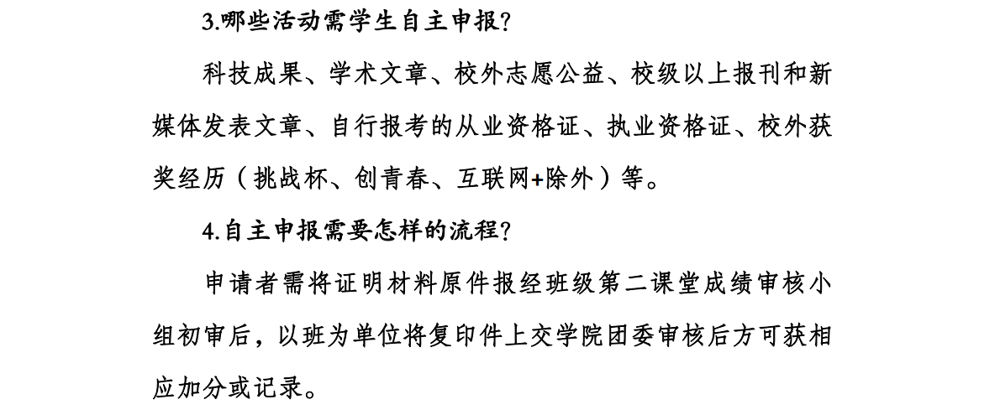 3.哪些活动需学生自主申报?
科技成果、学术文章、校外志愿公益、校级以上报刊和新
媒体发表文章、自行报考的从业资格证、执业资格证、校外获
奖经历（挑战杯、创青春、互联网+除外）等。
4.自主申报需要怎样的流程?
申请者需将证明材料原件报经班级第二课堂成绩审核小
组初审后，以班为单位将复印件上交学院团委审核后方可获相
应加分或记录。